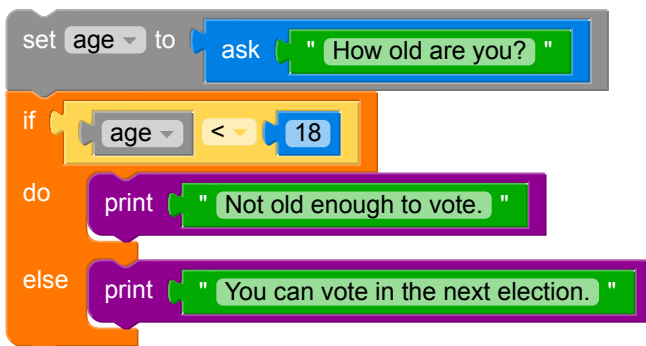 set age to ask " How old are you? "
if age < 18
do print " Not old enough to vote. "
else print " You can vote in the next election. "